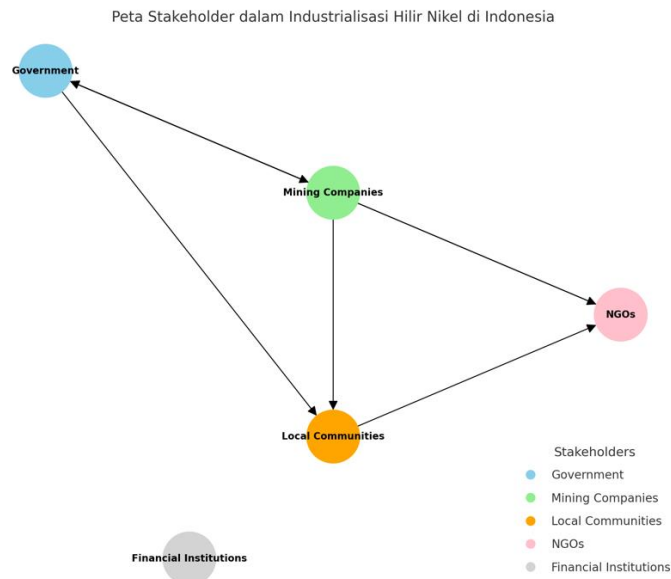 Peta Stakeholder dalam Industrialisasi Hilir Nikel di Indonesia
Government
Mining Companies
NGOs
Local Communities
Financial Institutions
Stakeholders
Government
Mining Companies
Local Communities
NGOs
Financial Institutions